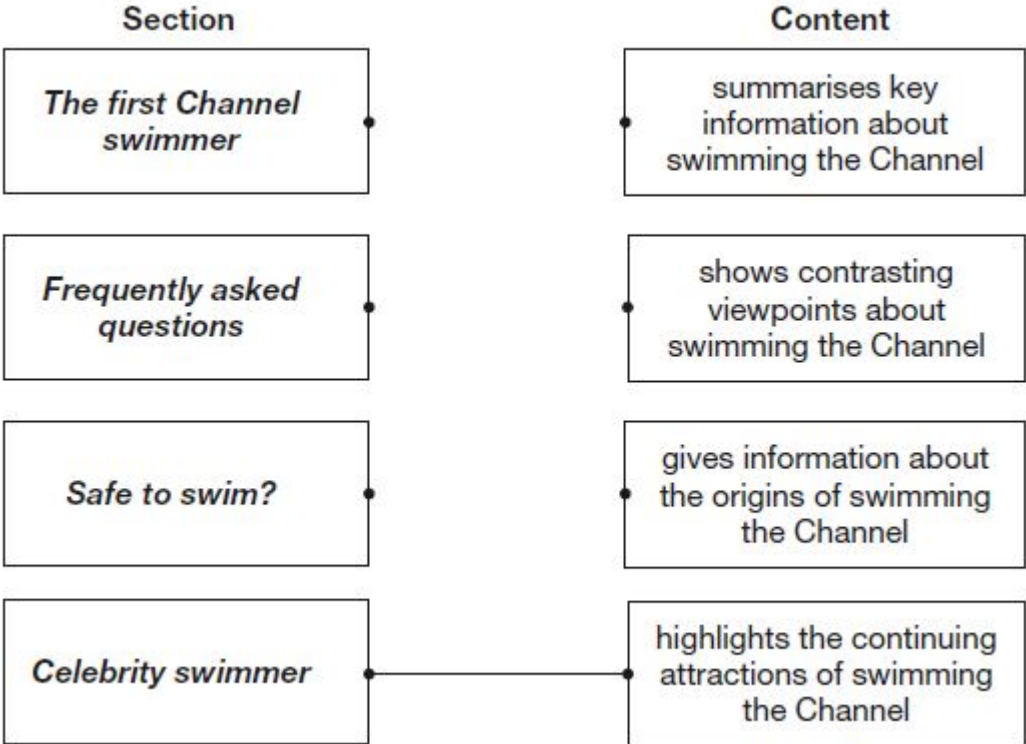 Section
Content
The first Channel
swimmer
summarises key
information about
swimming the Channel
Frequently asked
questions
shows contrasting
viewpoints about
swimming the Channel
Safe to swim?
gives information about
the origins of swimming
the Channel
Celebrity swimmer
highlights the continuing
attractions of swimming
the Channel